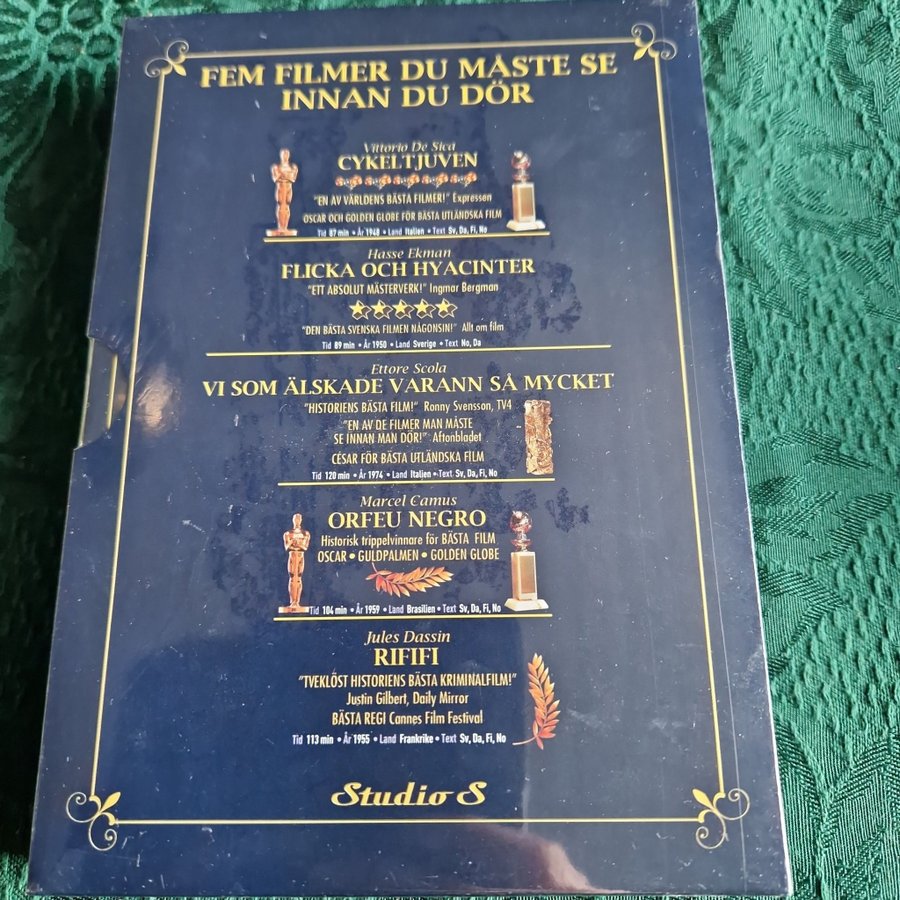 FEM FILMER DU MÅSTE SE
INNAN DU DÖR
Vittorio De Sica
CYKELTJUVEN
"EN AV VÄRLDENS BÄSTA FILMER!" Expressen
OSCAR OCH GOLDEN GLOBE FÖR BÄSTA UTLÄNDSKA FILM
Tid 87 min • År 1948 • Land Italien • Text Sv, Da, Fi, No
Hasse Ekman
FLICKA OCH HYACINTER
"ETT ABSOLUT MÄSTERVERK!" Ingmar Bergman
"DEN BÄSTA SVENSKA FILMEN NÅGONSIN!" Allt om film
Tid 89 min • År 1950 • Land Sverige • Text No, Da
Ettore Scola
VI SOM ÄLSKADE VARANN SÅ MYCKET
"HISTORIENS BÄSTA FILM!" Ronny Svensson, TV4
"EN AV DE FILMER MAN MÅSTE
SE INNAN MAN DÖR!" Aftonbladet
CÉSAR FÖR BÄSTA UTLÄNDSKA FILM
Tid 120 min • År 1974 • Land Italien • Text Sv, Da, Fi, No
Marcel Camus
ORFEU NEGRO
Historisk trippelvinnare för BÄSTA FILM
OSCAR • GULDPALMEN • GOLDEN GLOBE
Tid 104 min • År 1959 • Land Brasilien • Text Sv, Da, Fi, No
Jules Dassin
RIFIFI
"TVEKLÖST HISTORIENS BÄSTA KRIMINALFILM!"
Justin Gilbert, Daily Mirror
BÄSTA REGI Cannes Film Festival
Tid 113 min • År 1955 • Land Frankrike • Text Sv, Da, Fi, No
Studio S